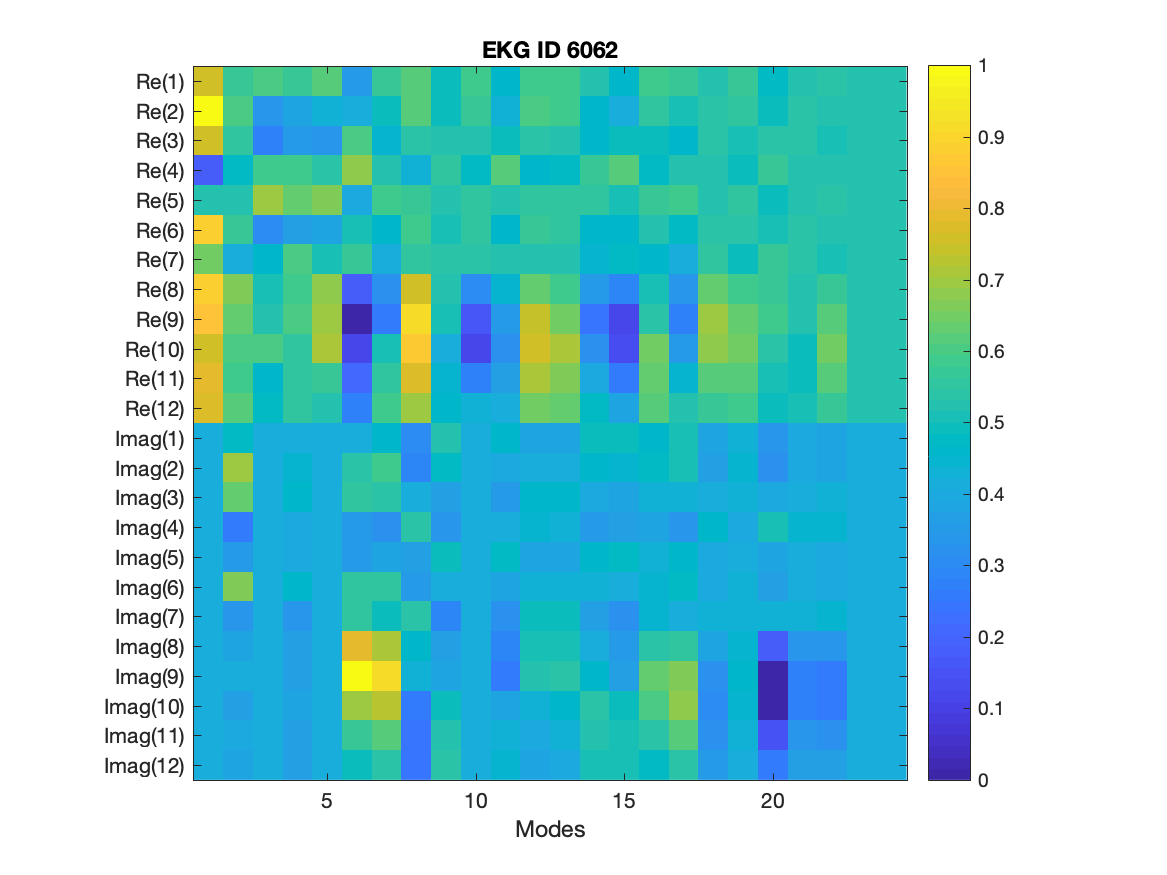 EKG ID 6062
Re(1)
Re(2)
Re(3)
Re(4)
Re(5)
Re(6)
Re(7)
Re(8)
Re(9)
Re(10)
Re(11)
Re(12)
Imag(1)
Imag(2)
Imag(3)
Imag(4)
Imag(5)
Imag(6)
Imag(7)
Imag(8)
Imag(9)
Imag(10)
Imag(11)
Imag(12)
5 10 15 20
Modes
1
0.9
0.8
0.7
0.6
0.5
0.4
0.3
0.2
0.1
0